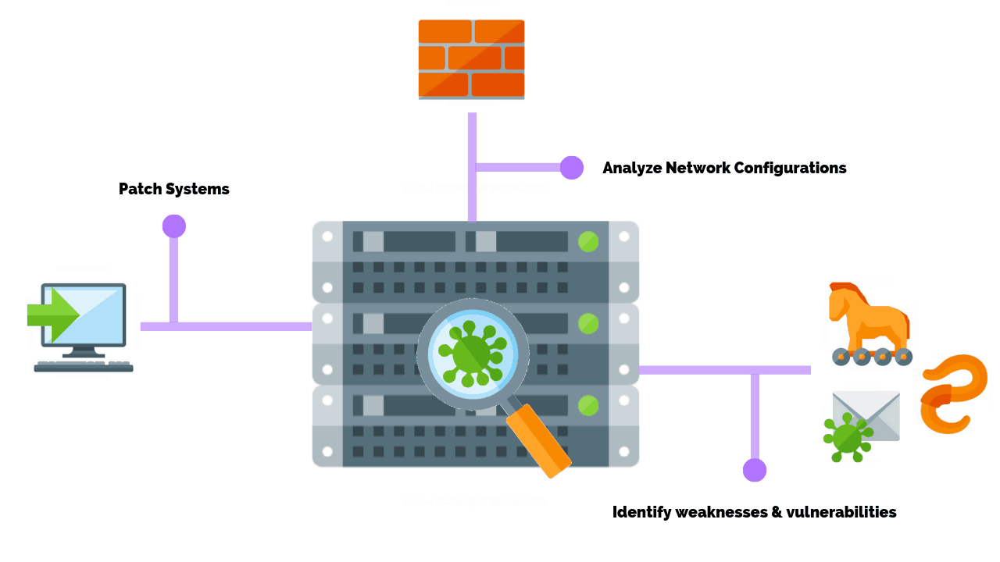 Analyze Network Configurations
Patch Systems
Identify weaknesses & vulnerabilities